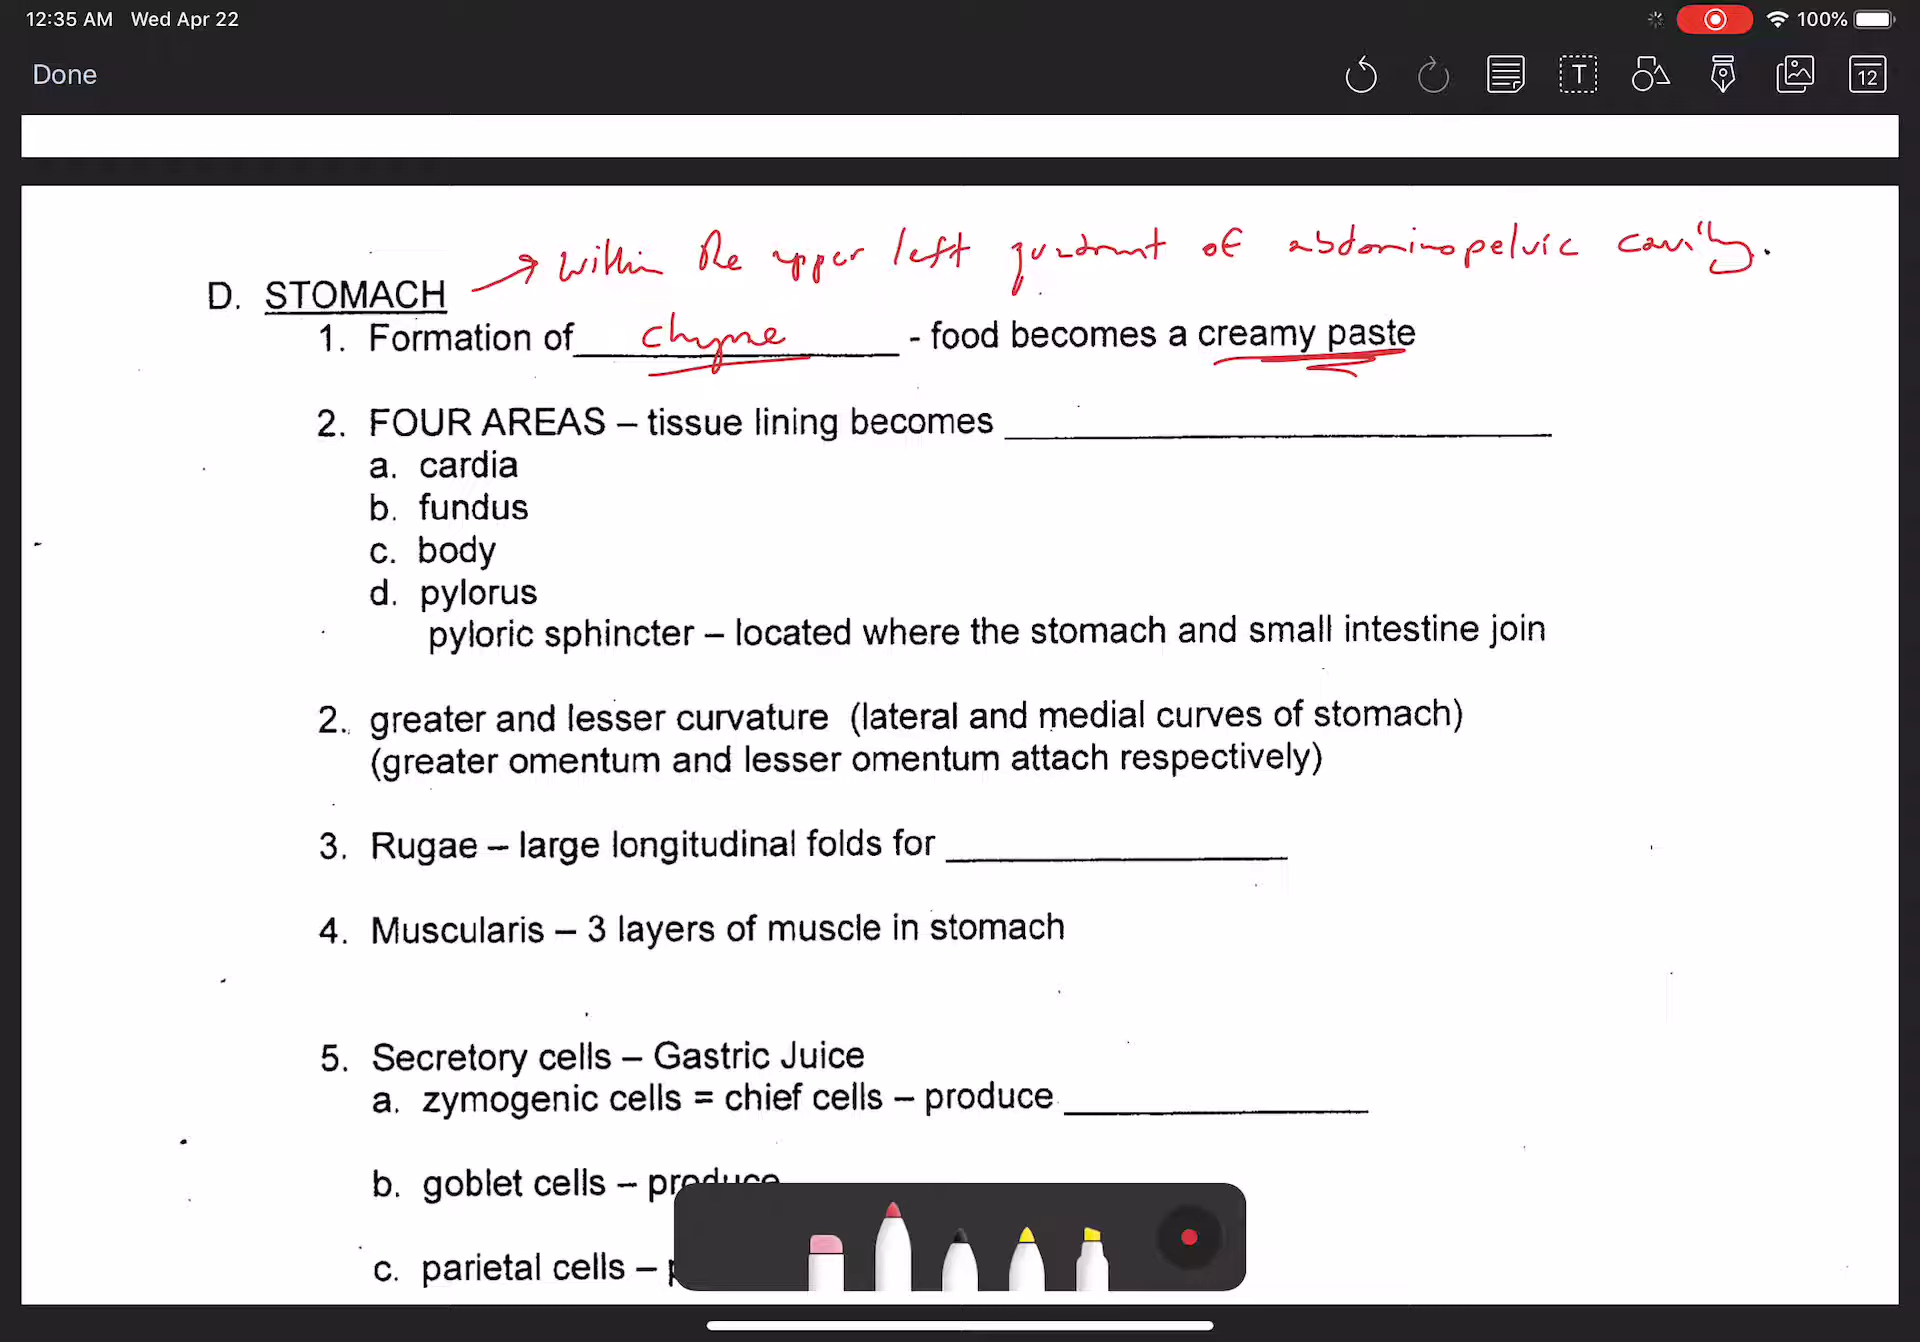 12:35 AM Wed Apr 22
100%
Done
T
12
→ within the upper left quadrant of abdominopelvic cavity.
D. STOMACH
1. Formation of chyme - food becomes a creamy paste
2. FOUR AREAS – tissue lining becomes
a. cardia
b. fundus
c. body
d. pylorus
pyloric sphincter – located where the stomach and small intestine join
2. greater and lesser curvature (lateral and medial curves of stomach)
(greater omentum and lesser omentum attach respectively)
3. Rugae – large longitudinal folds for
4. Muscularis – 3 layers of muscle in stomach
5. Secretory cells – Gastric Juice
a. zymogenic cells = chief cells – produce
b. goblet cells – produce
c. parietal cells –